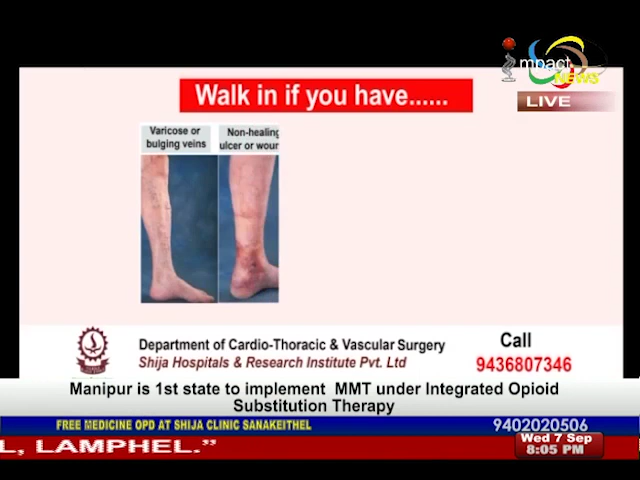 mpact
NEWS
LIVE
Walk in if you have......
Varicose or
bulging veins
Non-healing
ulcer or wour
Department of Cardio-Thoracic & Vascular Surgery
Shija Hospitals & Research Institute Pvt. Ltd
Call
9436807346
Manipur is 1st state to implement MMT under Integrated Opioid
Substitution Therapy
FREE MEDICINE OPD AT SHIJA CLINIC SANAKEITHEL
9402020506
L, LAMPHEL.”
Wed 7 Sep
8:05 PM